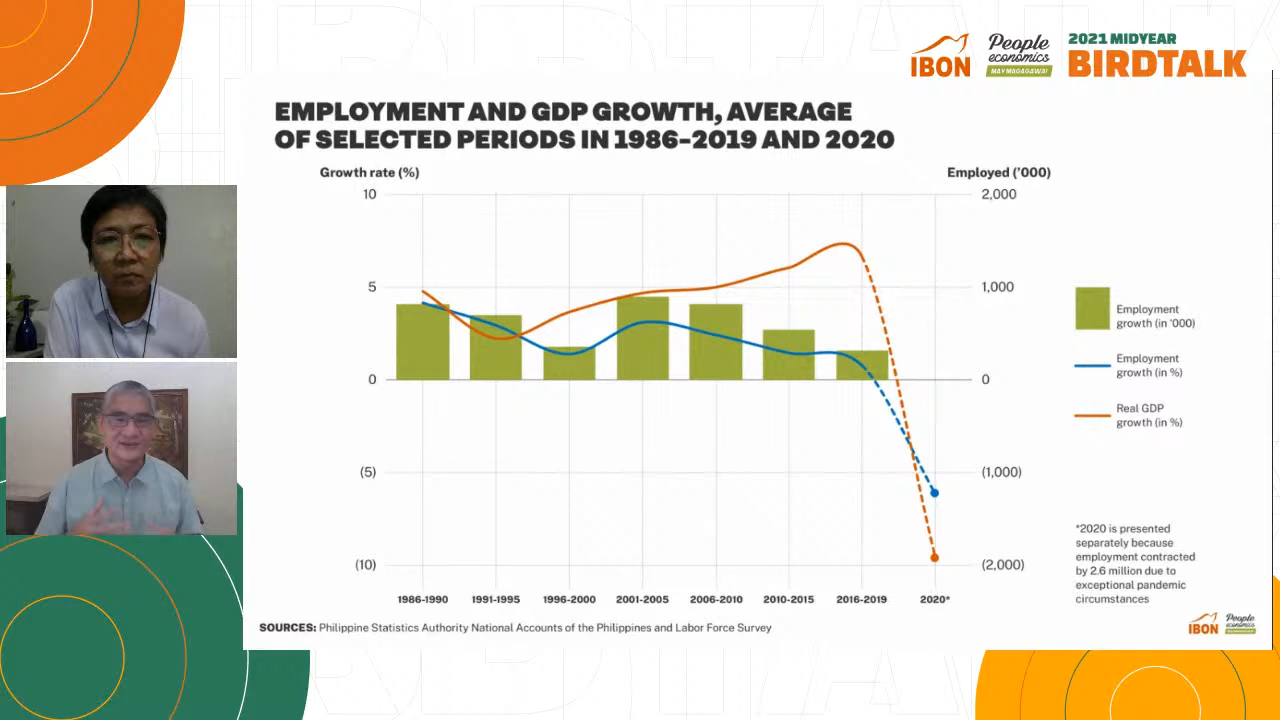 IBON
People
economics
MAY MAGAGAWA!
2021 MIDYEAR
BIRDTALK
EMPLOYMENT AND GDP GROWTH, AVERAGE
OF SELECTED PERIODS IN 1986-2019 AND 2020
Growth rate (%)
Employed ('000)
10
2,000
5
1,000
0
0
(5)
(1,000)
(10)
(2,000)
1986-1990 1991-1995 1996-2000 2001-2005 2006-2010 2010-2015 2016-2019 2020*
Employment
growth (in '000)
Employment
growth (in %)
Real GDP
growth (in %)
*2020 is presented
separately because
employment contracted
by 2.6 million due to
exceptional pandemic
circumstances
SOURCES: Philippine Statistics Authority National Accounts of the Philippines and Labor Force Survey
IBON
People
economics